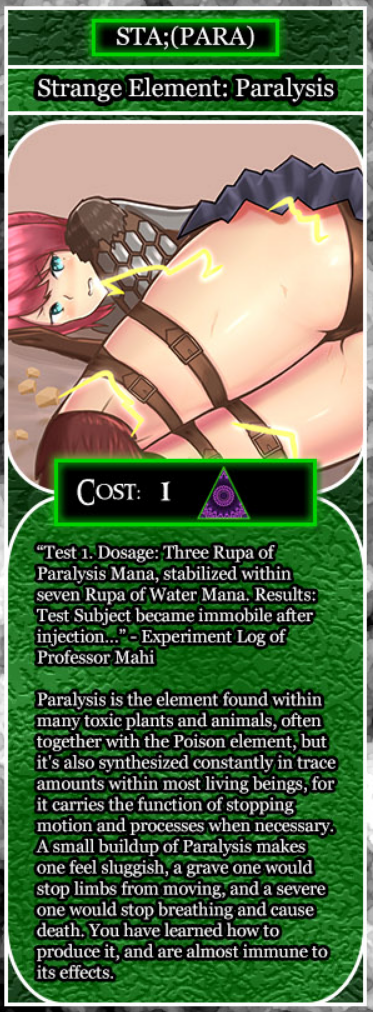 STA;(PARA)
Strange Element: Paralysis
Cost: 1
“Test 1. Dosage: Three Rupa of
Paralysis Mana, stabilized within
seven Rupa of Water Mana. Results:
Test Subject became immobile after
injection...” - Experiment Log of
Professor Mahi
Paralysis is the element found within
many toxic plants and animals, often
together with the Poison element, but
it's also synthesized constantly in trace
amounts within most living beings, for
it carries the function of stopping
motion and processes when necessary.
A small buildup of Paralysis makes
one feel sluggish, a grave one would
stop limbs from moving, and a severe
one would stop breathing and cause
death. You have learned how to
produce it, and are almost immune to
its effects.